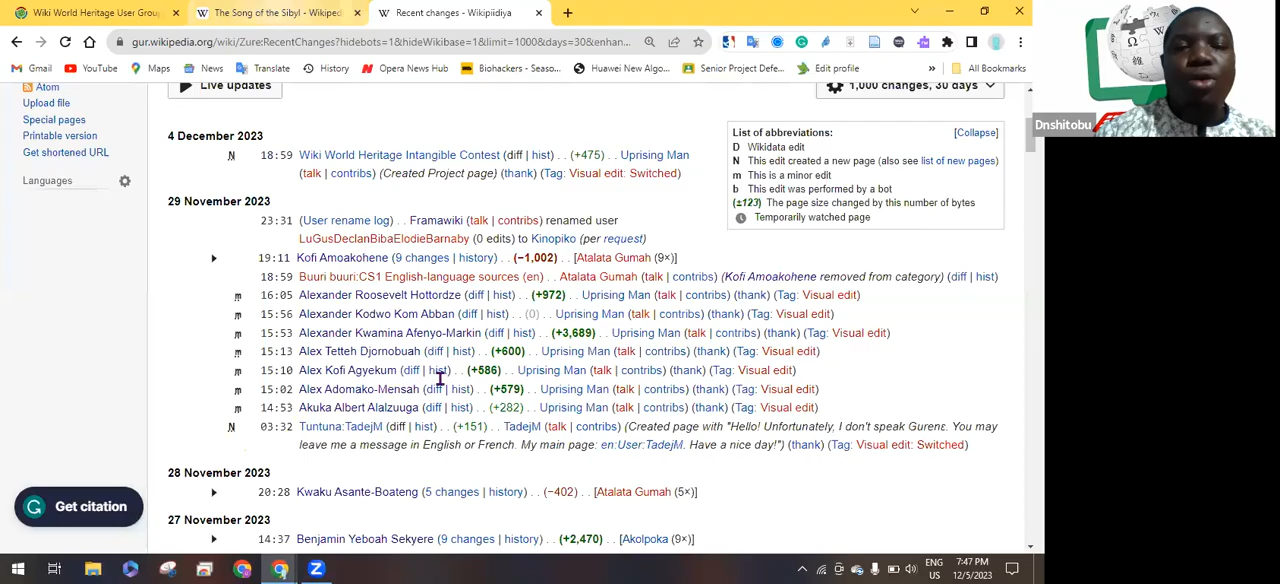 Wiki World Heritage User Grou
The Song of the Sibyl - Wikiped
Recent changes - Wikipiidiya
gur.wikipedia.org/wiki/Zure:RecentChanges?hidebots=1&hideWikibase=1&limit=1000&days=30&enhan...
Gmail YouTube Maps News Translate History Opera News Hub Biohackers - Seaso... Huawei New Algo... Senior Project Defe... Edit profile » All Bookmarks
Atom
Upload file
Special pages
Printable version
Get shortened URL
Languages
Live updates
1,000 changes, 30 days
List of abbreviations: [Collapse]
D Wikidata edit
N This edit created a new page (also see list of new pages)
m This is a minor edit
b This edit was performed by a bot
(±123) The page size changed by this number of bytes
Temporarily watched page
4 December 2023
N 18:59 Wiki World Heritage Intangible Contest (diff | hist) . . (+475) . . Uprising Man
(talk | contribs) (Created Project page) (thank) (Tag: Visual edit: Switched)
29 November 2023
23:31 (User rename log) . . Framawiki (talk | contribs) renamed user
LuGusDeclanBibaElodieBarnaby (0 edits) to Kinopiko (per request)
19:11 Kofi Amoakohene (9 changes | history) . . (−1,002) . . [Atalata Gumah (9×)]
18:59 Buuri buuri:CS1 English-language sources (en) . . Atalata Gumah (talk | contribs) (Kofi Amoakohene removed from category) (diff | hist)
m 16:05 Alexander Roosevelt Hottordze (diff | hist) . . (+972) . . Uprising Man (talk | contribs) (thank) (Tag: Visual edit)
m 15:56 Alexander Kodwo Kom Abban (diff | hist) . . (0) . . Uprising Man (talk | contribs) (thank) (Tag: Visual edit)
m 15:53 Alexander Kwamina Afenyo-Markin (diff | hist) . . (+3,689) . . Uprising Man (talk | contribs) (thank) (Tag: Visual edit)
m 15:13 Alex Tetteh Djornobuah (diff | hist) . . (+600) . . Uprising Man (talk | contribs) (thank) (Tag: Visual edit)
m 15:10 Alex Kofi Agyekum (diff | hist) . . (+586) . . Uprising Man (talk | contribs) (thank) (Tag: Visual edit)
m 15:02 Alex Adomako-Mensah (diff | hist) . . (+579) . . Uprising Man (talk | contribs) (thank) (Tag: Visual edit)
m 14:53 Akuka Albert Alalzuuga (diff | hist) . . (+282) . . Uprising Man (talk | contribs) (thank) (Tag: Visual edit)
N 03:32 Tuntuna:TadejM (diff | hist) . . (+151) . . TadejM (talk | contribs) (Created page with "Hello! Unfortunately, I don't speak Gurenɛ. You may
leave me a message in English or French. My main page: en:User:TadejM. Have a nice day!") (thank) (Tag: Visual edit: Switched)
28 November 2023
20:28 Kwaku Asante-Boateng (5 changes | history) . . (−402) . . [Atalata Gumah (5×)]
27 November 2023
14:37 Benjamin Yeboah Sekyere (9 changes | history) . . (+2,470) . . [Akolpoka (9×)]
Get citation
Dnshitobu
ENG
US
7:47 PM
12/5/2023